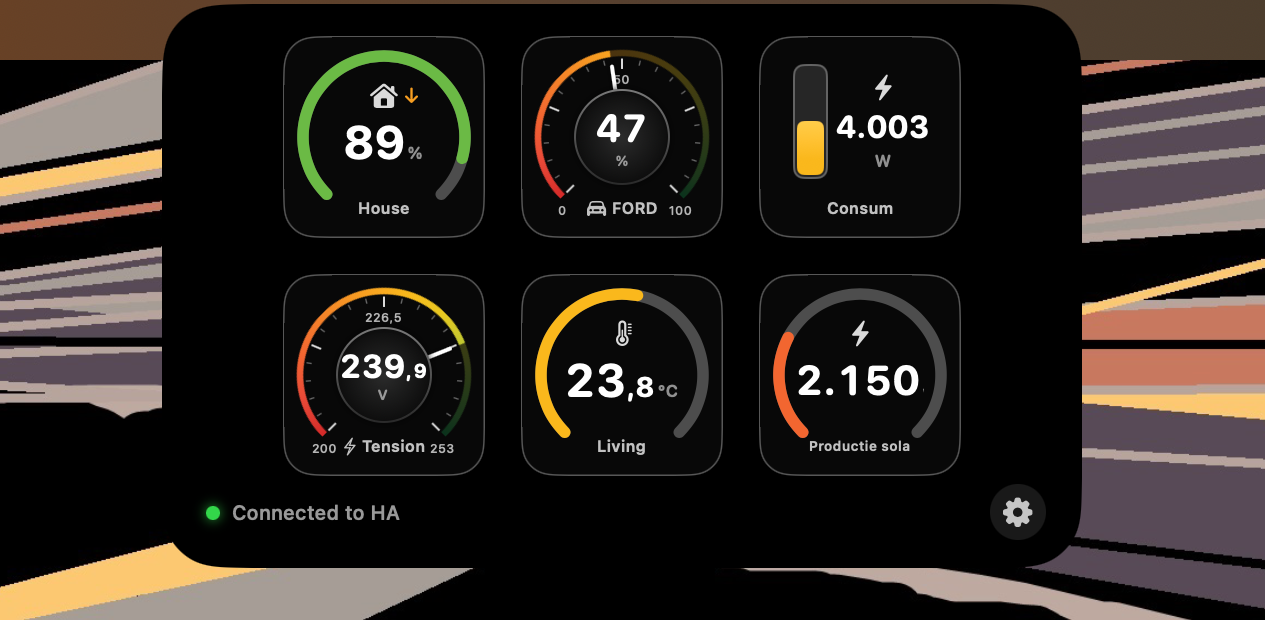 89 %
House
50
47
%
0 FORD 100
4.003
W
Consum
226,5
239,9
V
200 Tension 253
23,8 °C
Living
2.150
Productie sola
Connected to HA